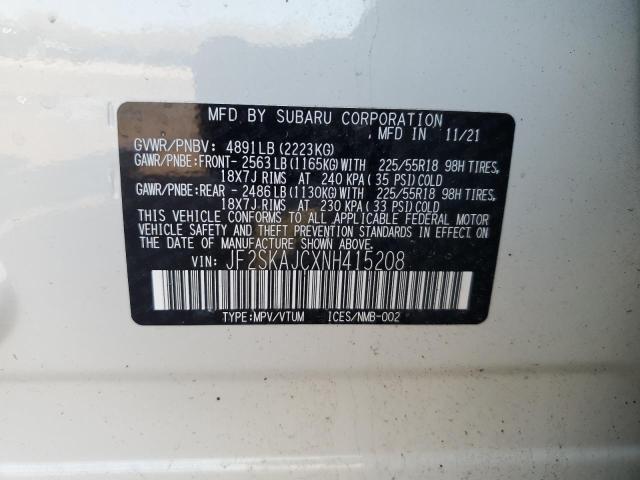 MFD. BY SUBARU CORPORATION
MFD. IN 11/21
GVWR/PNBV: 4891LB (2223KG)
GAWR/PNBE:FRONT- 2563LB(1165KG)WITH 225/55R18 98H TIRES,
18X7J RIMS AT 240 KPA (35 PSI)COLD
GAWR/PNBE:REAR - 2486LB(1130KG)WITH 225/55R18 98H TIRES,
18X7J RIMS AT 230 KPA (33 PSI)COLD
THIS VEHICLE CONFORMS TO ALL APPLICABLE FEDERAL MOTOR
VEHICLE SAFETY, BUMPER, AND THEFT PREVENTION STANDARDS IN
EFFECT ON THE DATE OF MANUFACTURE SHOWN ABOVE.
VIN: JF2SKAJCXNH415208
TYPE:MPV/VTUM ICES/NMB-002